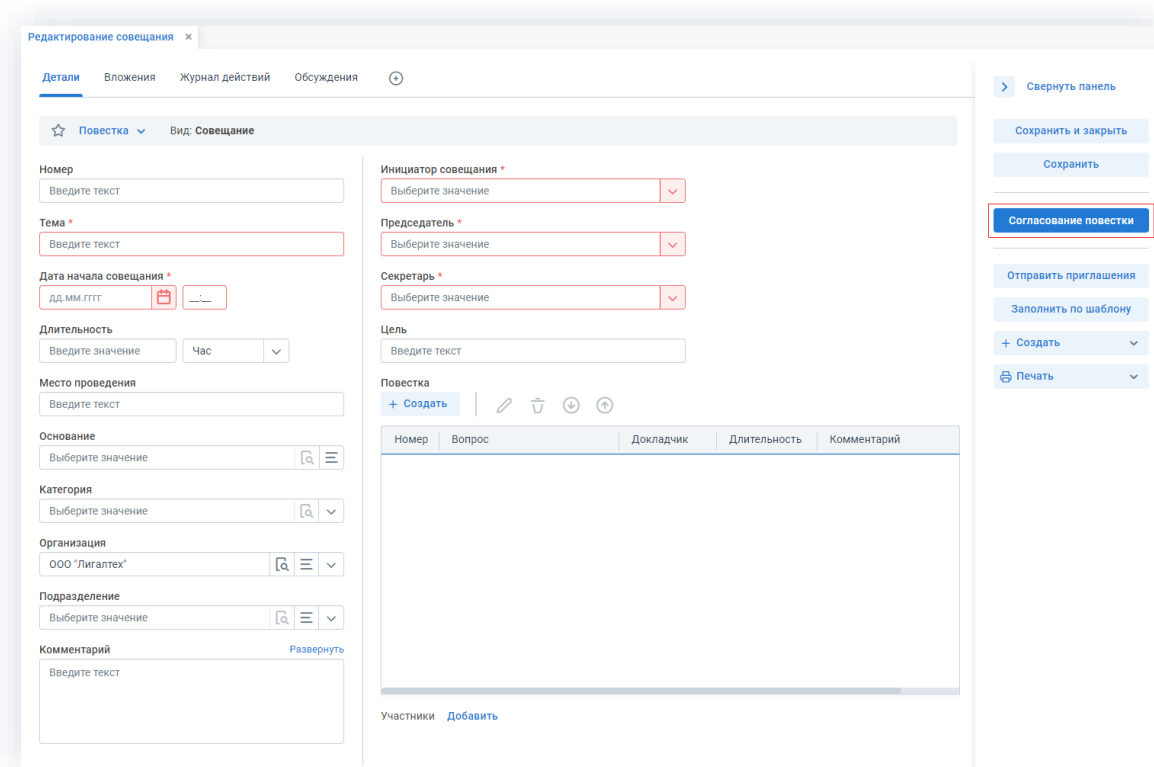 Редактирование совещания ×
Детали Вложения Журнал действий Обсуждения
Повестка Вид: Совещание
Номер
Введите текст
Тема *
Введите текст
Дата начала совещания *
дд.мм.гггг __:__
Длительность
Введите значение Час
Место проведения
Введите текст
Основание
Выберите значение
Категория
Выберите значение
Организация
ООО "Лигалтех"
Подразделение
Выберите значение
Комментарий Развернуть
Введите текст
Инициатор совещания *
Выберите значение
Председатель *
Выберите значение
Секретарь *
Выберите значение
Цель
Введите текст
Повестка
+ Создать
Номер Вопрос Докладчик Длительность Комментарий
Участники Добавить
Свернуть панель
Сохранить и закрыть
Сохранить
Согласование повестки
Отправить приглашения
Заполнить по шаблону
+ Создать
Печать